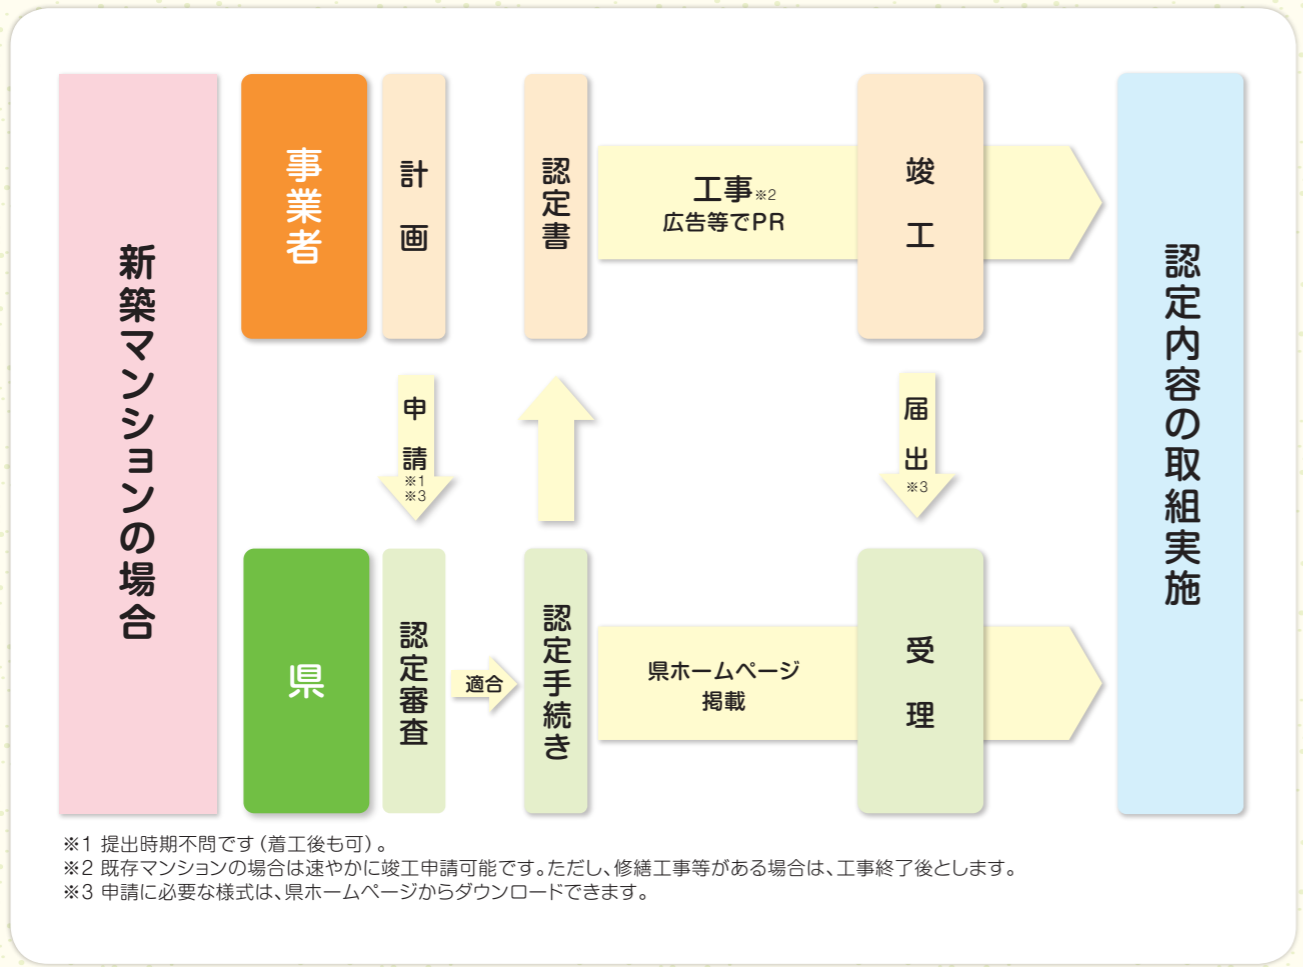 新築マンションの場合
事業者
計画
認定書
工事※2
広告等でPR
竣工
申請
※1
※3
届出
※3
県
認定審査
適合
認定手続き
県ホームページ
掲載
受理
認定内容の取組実施
※1 提出時期不問です（着工後も可）。
※2 既存マンションの場合は速やかに竣工申請可能です。ただし、修繕工事等がある場合は、工事終了後とします。
※3 申請に必要な様式は、県ホームページからダウンロードできます。